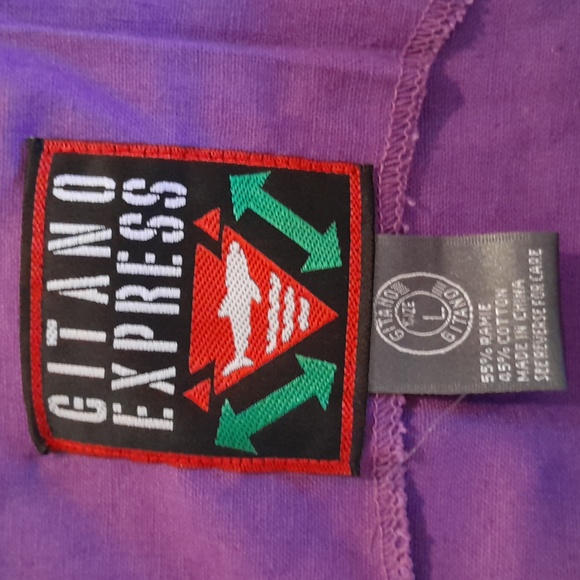 GITANO
EXPRESS
GITANO
SIZE
L
GITANO
55% RAMIE
45% COTTON
MADE IN CHINA
SEE REVERSE FOR CARE